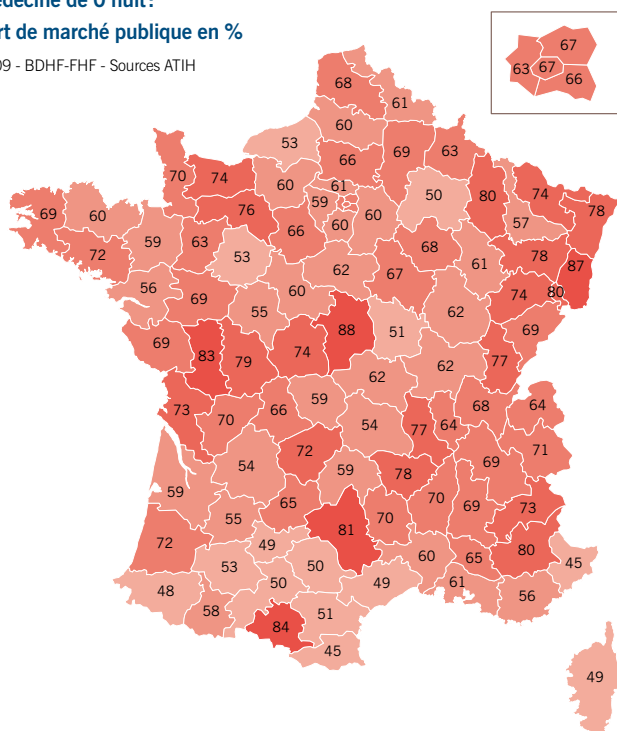 édecine de 0 nuit :
rt de marché publique en %
09 - BDHF-FHF - Sources ATIH
67
63 67
66
68
61
60
53
66 69 63
70 74 60 61 50 80 74 78
59
69 60 76 60 60 57
72 59 63 66 68 78 87
53 61
62 67
56 69 60 74 80
55 62 69
88 51
69 83 79 74 62 77
62
73 70 66 59 54 77 64 68 64
72 71
54 59 78 69
59 65 70 69 73
55 81 70
72 49 60 65 80 45
53 50 49 61 56
48 58 50 51
84
45
49